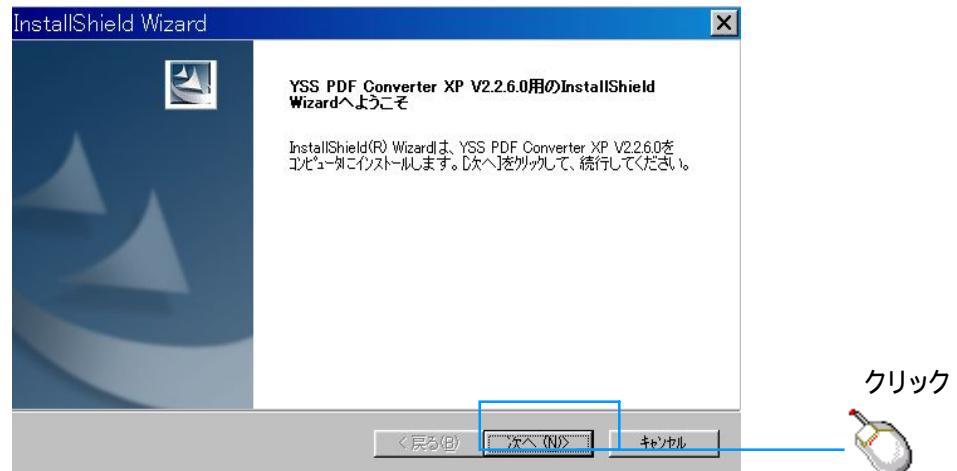 InstallShield Wizard
YSS PDF Converter XP V2.2.6.0用のInstallShield
Wizardへようこそ
InstallShield(R) Wizardは、YSS PDF Converter XP V2.2.6.0を
コンピュータにインストールします。[次へ]をクリックして、続行してください。
クリック
< 戻る(B)
次へ (N)>
キャンセル